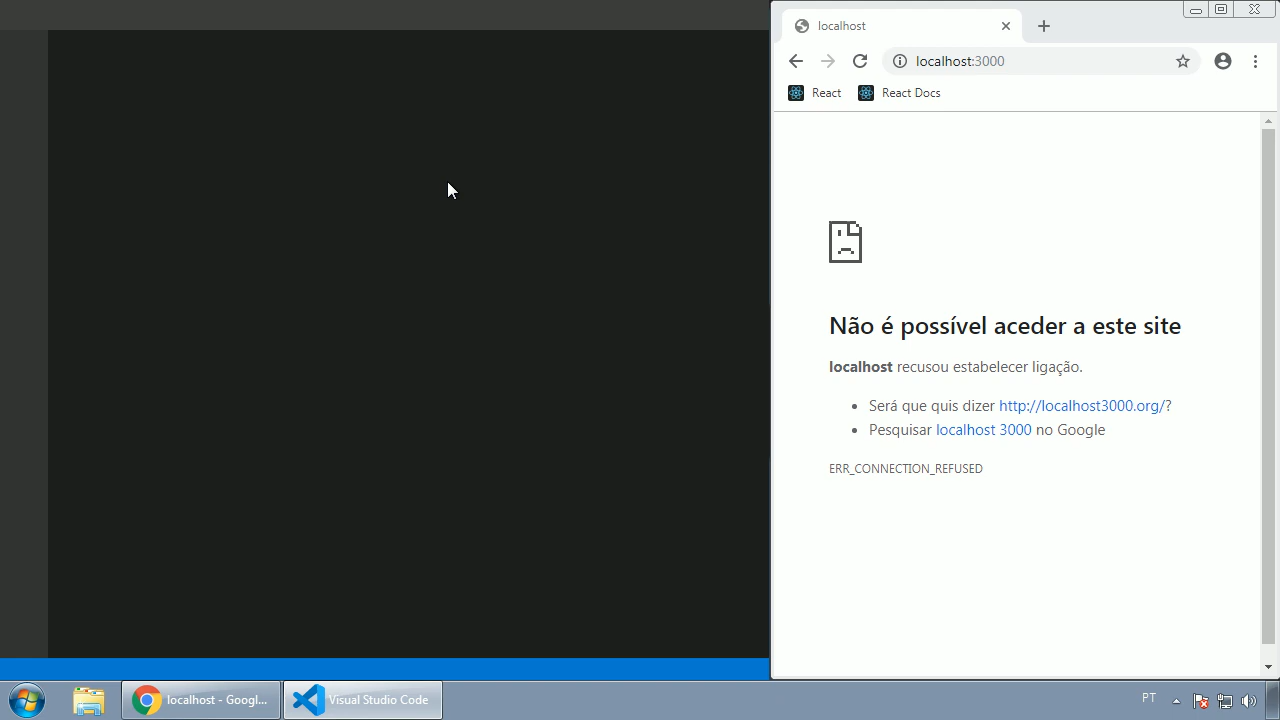 localhost
localhost:3000
React
React Docs
Não é possível aceder a este site
localhost recusou estabelecer ligação.
Será que quis dizer http://localhost3000.org/?
Pesquisar localhost 3000 no Google
ERR_CONNECTION_REFUSED
localhost - Googl...
Visual Studio Code
PT